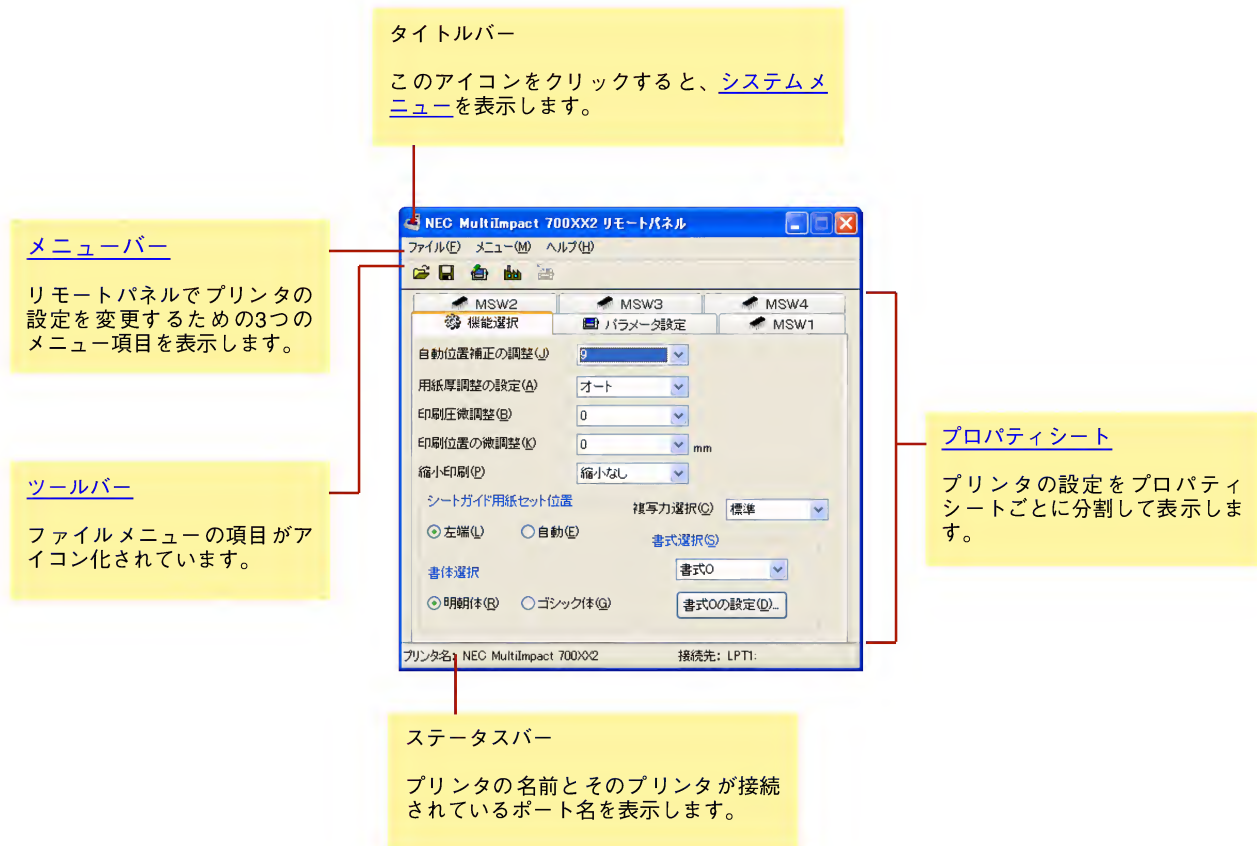 タイトルバー
このアイコンをクリックすると、システムメ
ニューを表示します。
メニューバー
リモートパネルでプリンタの
設定を変更するための3つの
メニュー項目を表示します。
ツールバー
ファイルメニューの項目がア
イコン化されています。
NEC MultiImpact 700XX2 リモートパネル
ファイル(F) メニュー(M) ヘルプ(H)
MSW2 MSW3 MSW4
機能選択 パラメータ設定 MSW1
自動位置補正の調整(J) 9
用紙厚調整の設定(A) オート
印刷圧微調整(B) 0
印刷位置の微調整(K) 0 mm
縮小印刷(P) 縮小なし
シートガイド用紙セット位置 複写力選択(C) 標準
左端(L) 自動(E) 書式選択(S)
書体選択 書式0
明朝体(R) ゴシック体(G) 書式0の設定(D)...
プリンタ名: NEC MultiImpact 700XX2 接続先: LPT1:
プロパティシート
プリンタの設定をプロパティ
シートごとに分割して表示しま
す。
ステータスバー
プリンタの名前とそのプリンタが接続
されているポート名を表示します。